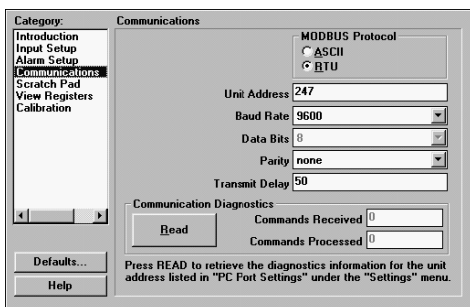 Category:
Introduction
Input Setup
Alarm Setup
Communications
Scratch Pad
View Registers
Calibration
Defaults...
Help
Communications
MODBUS Protocol
ASCII
RTU
Unit Address 247
Baud Rate 9600
Data Bits 8
Parity none
Transmit Delay 50
Communication Diagnostics
Read
Commands Received 0
Commands Processed 0
Press READ to retrieve the diagnostics information for the unit
address listed in "PC Port Settings" under the "Settings" menu.